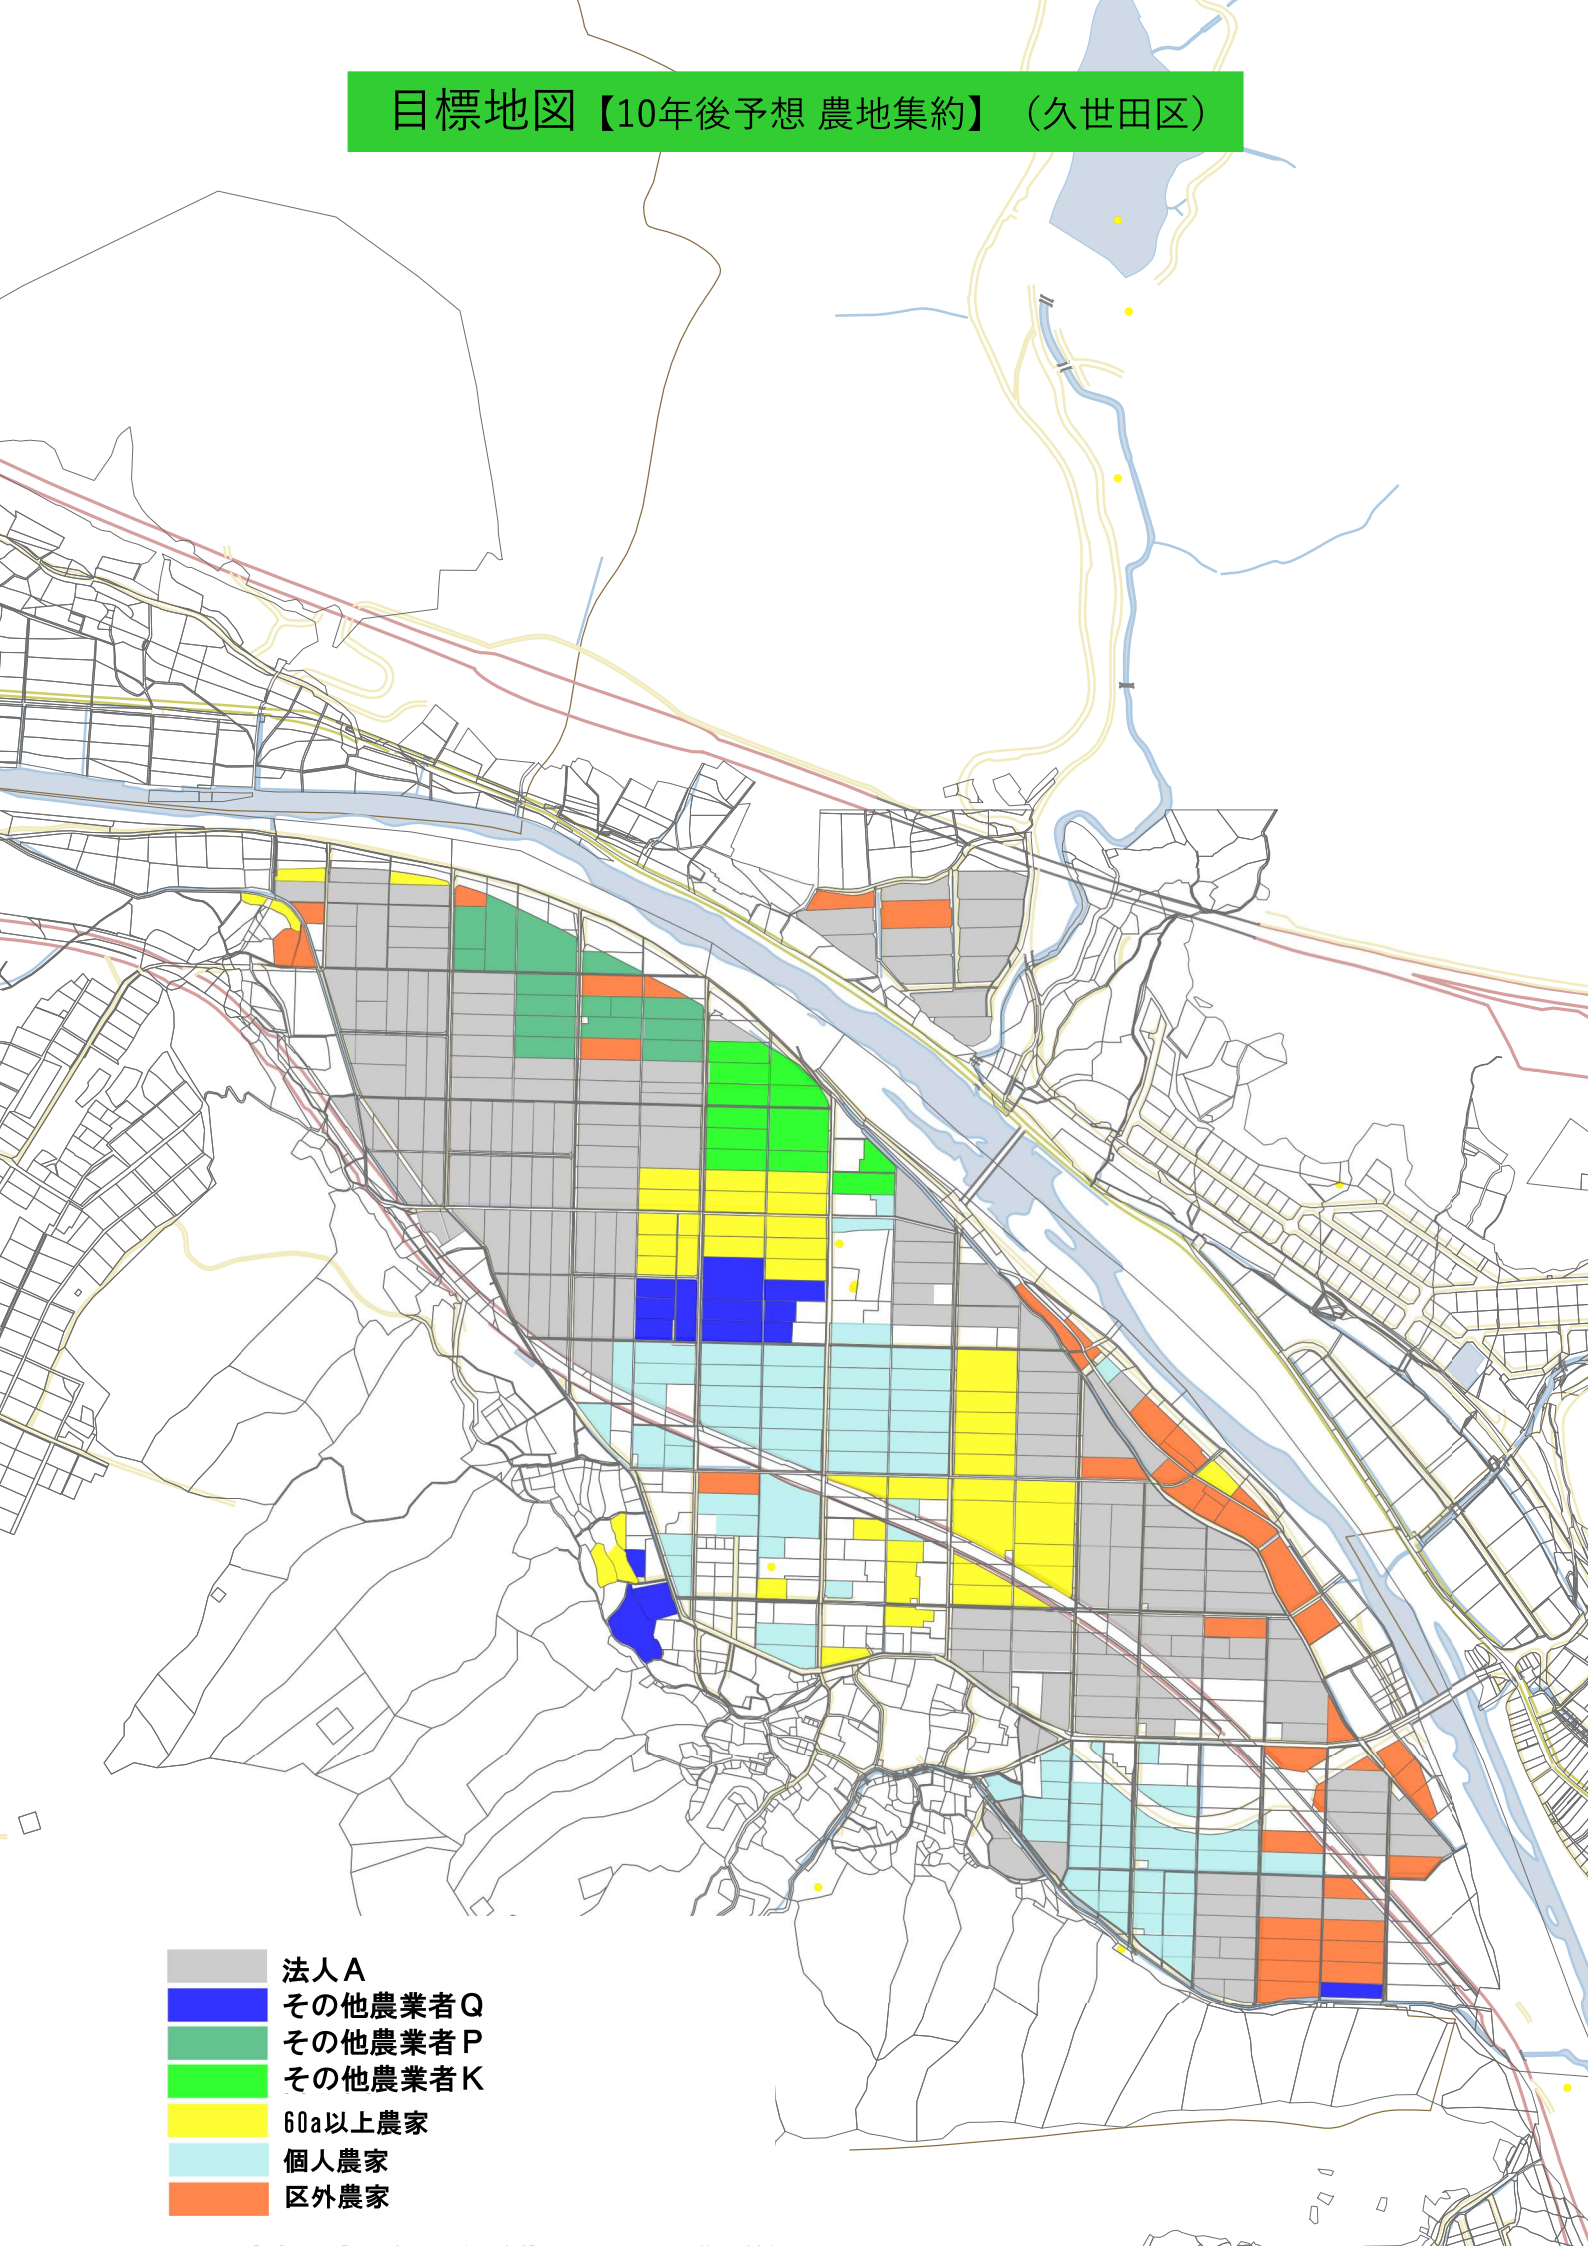 目標地図【10年後予想 農地集約】（久世田区）
法人A
その他農業者Q
その他農業者P
その他農業者K
60a以上農家
個人農家
区外農家